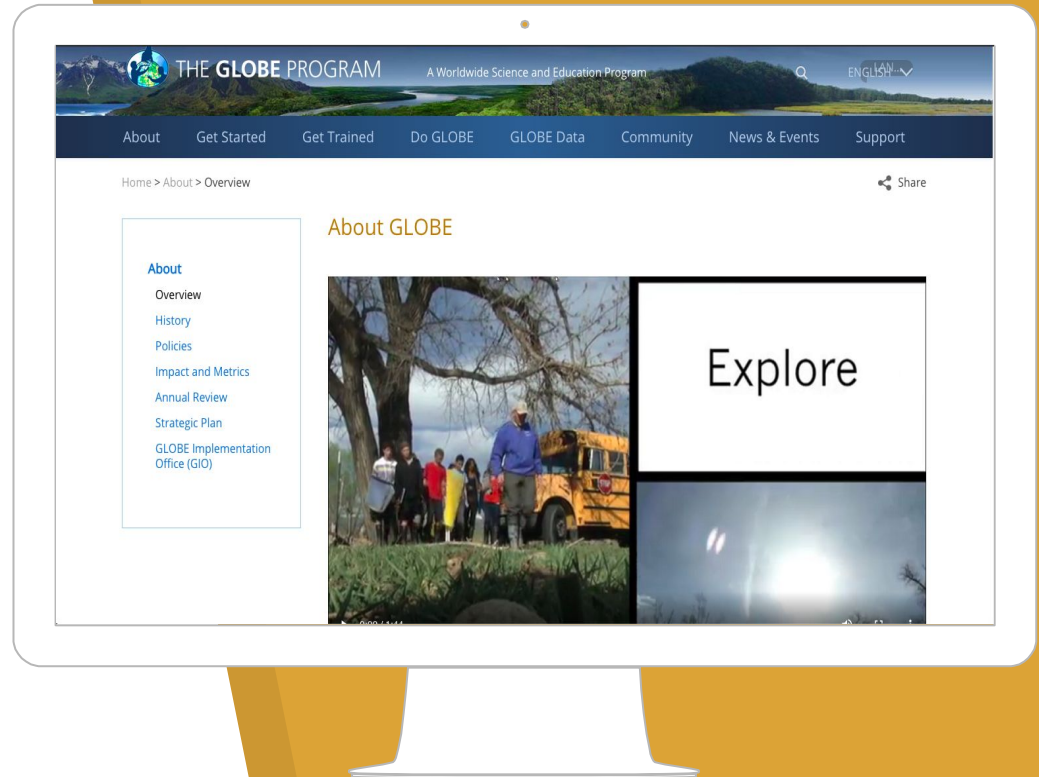 THE GLOBE PROGRAM
A Worldwide Science and Education Program
ENGLISH
About Get Started Get Trained Do GLOBE GLOBE Data Community News & Events Support
Home > About > Overview
Share
About GLOBE
About
Overview
History
Policies
Impact and Metrics
Annual Review
Strategic Plan
GLOBE Implementation
Office (GIO)
Explore
STOP